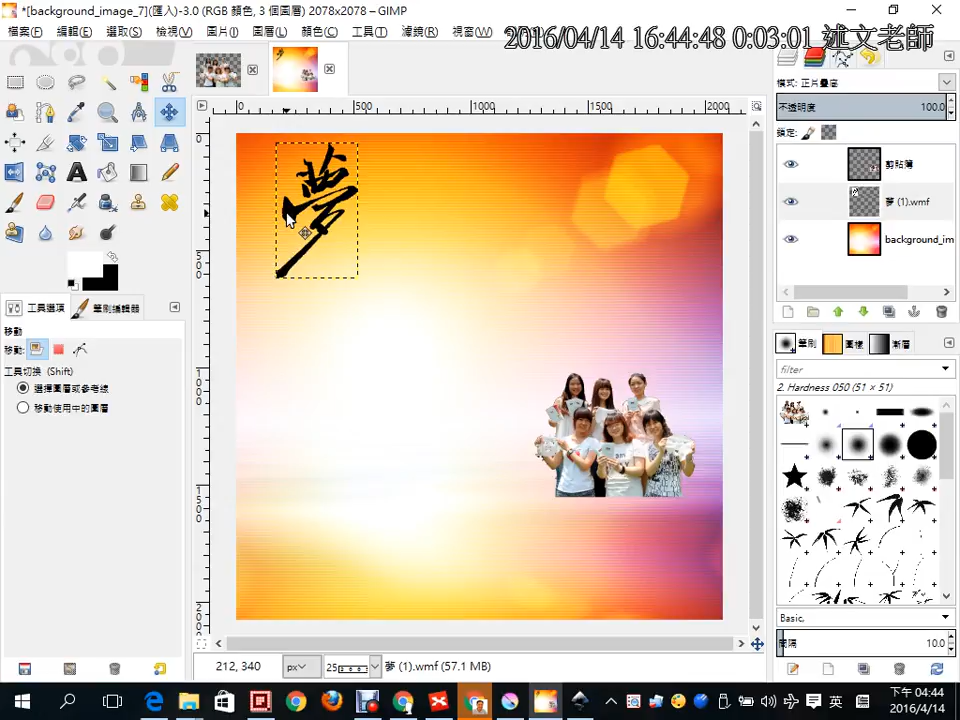 *[background_image_7](匯入)-3.0 (RGB 顏色, 3 個圖層) 2078x2078 – GIMP
檔案(F) 編輯(E) 選取(S) 檢視(V) 圖片(I) 圖層(L) 顏色(C) 工具(T) 濾鏡(R) 視窗(W)
2016/04/14 16:44:48 0:03:01 述文老師
模式: 正片疊底
不透明度 100.0
鎖定:
剪貼簿
夢 (1).wmf
background_im
0 500 1000 1500 2000
0
500
1000
1500
2000
夢
工具選項 筆刷編輯器
移動
移動:
工具切換 (Shift)
選擇圖層或參考線
移動使用中的圖層
筆刷 圖樣 漸層
filter
2. Hardness 050 (51 × 51)
Basic,
間隔 10.0
212, 340 px 25 夢 (1).wmf (57.1 MB)
英
下午 04:44
2016/4/14